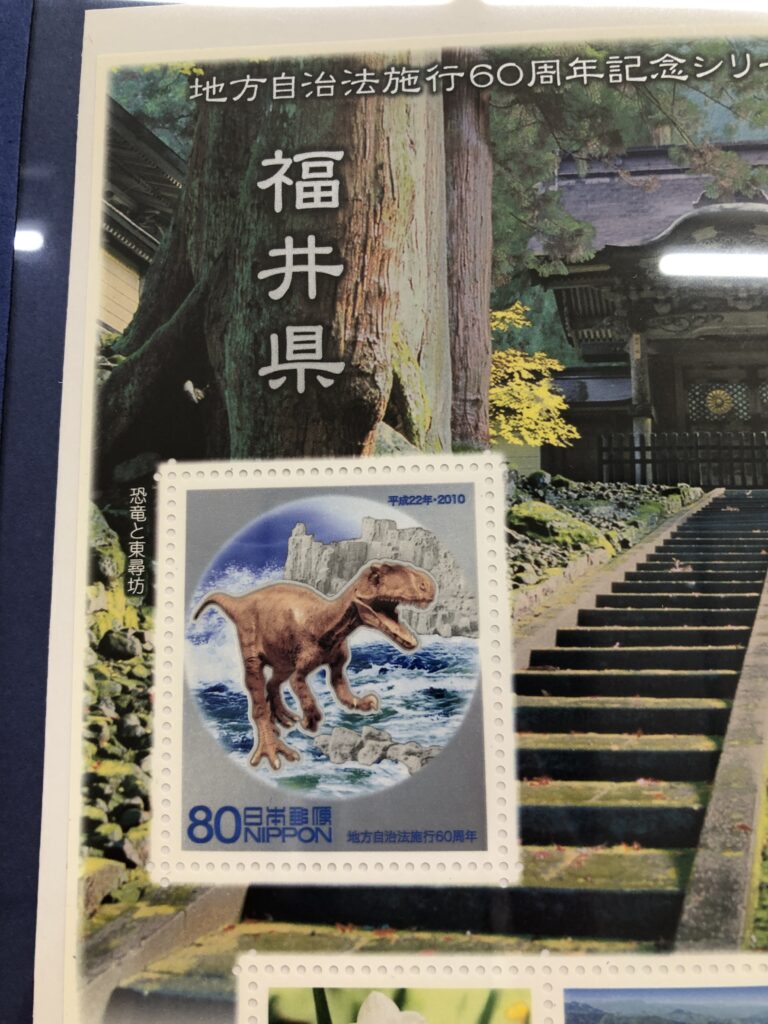 地方自治法施行60周年記念シリー
福井県
恐竜と東尋坊
平成22年・2010
80 日本郵便
NIPPON
地方自治法施行60周年